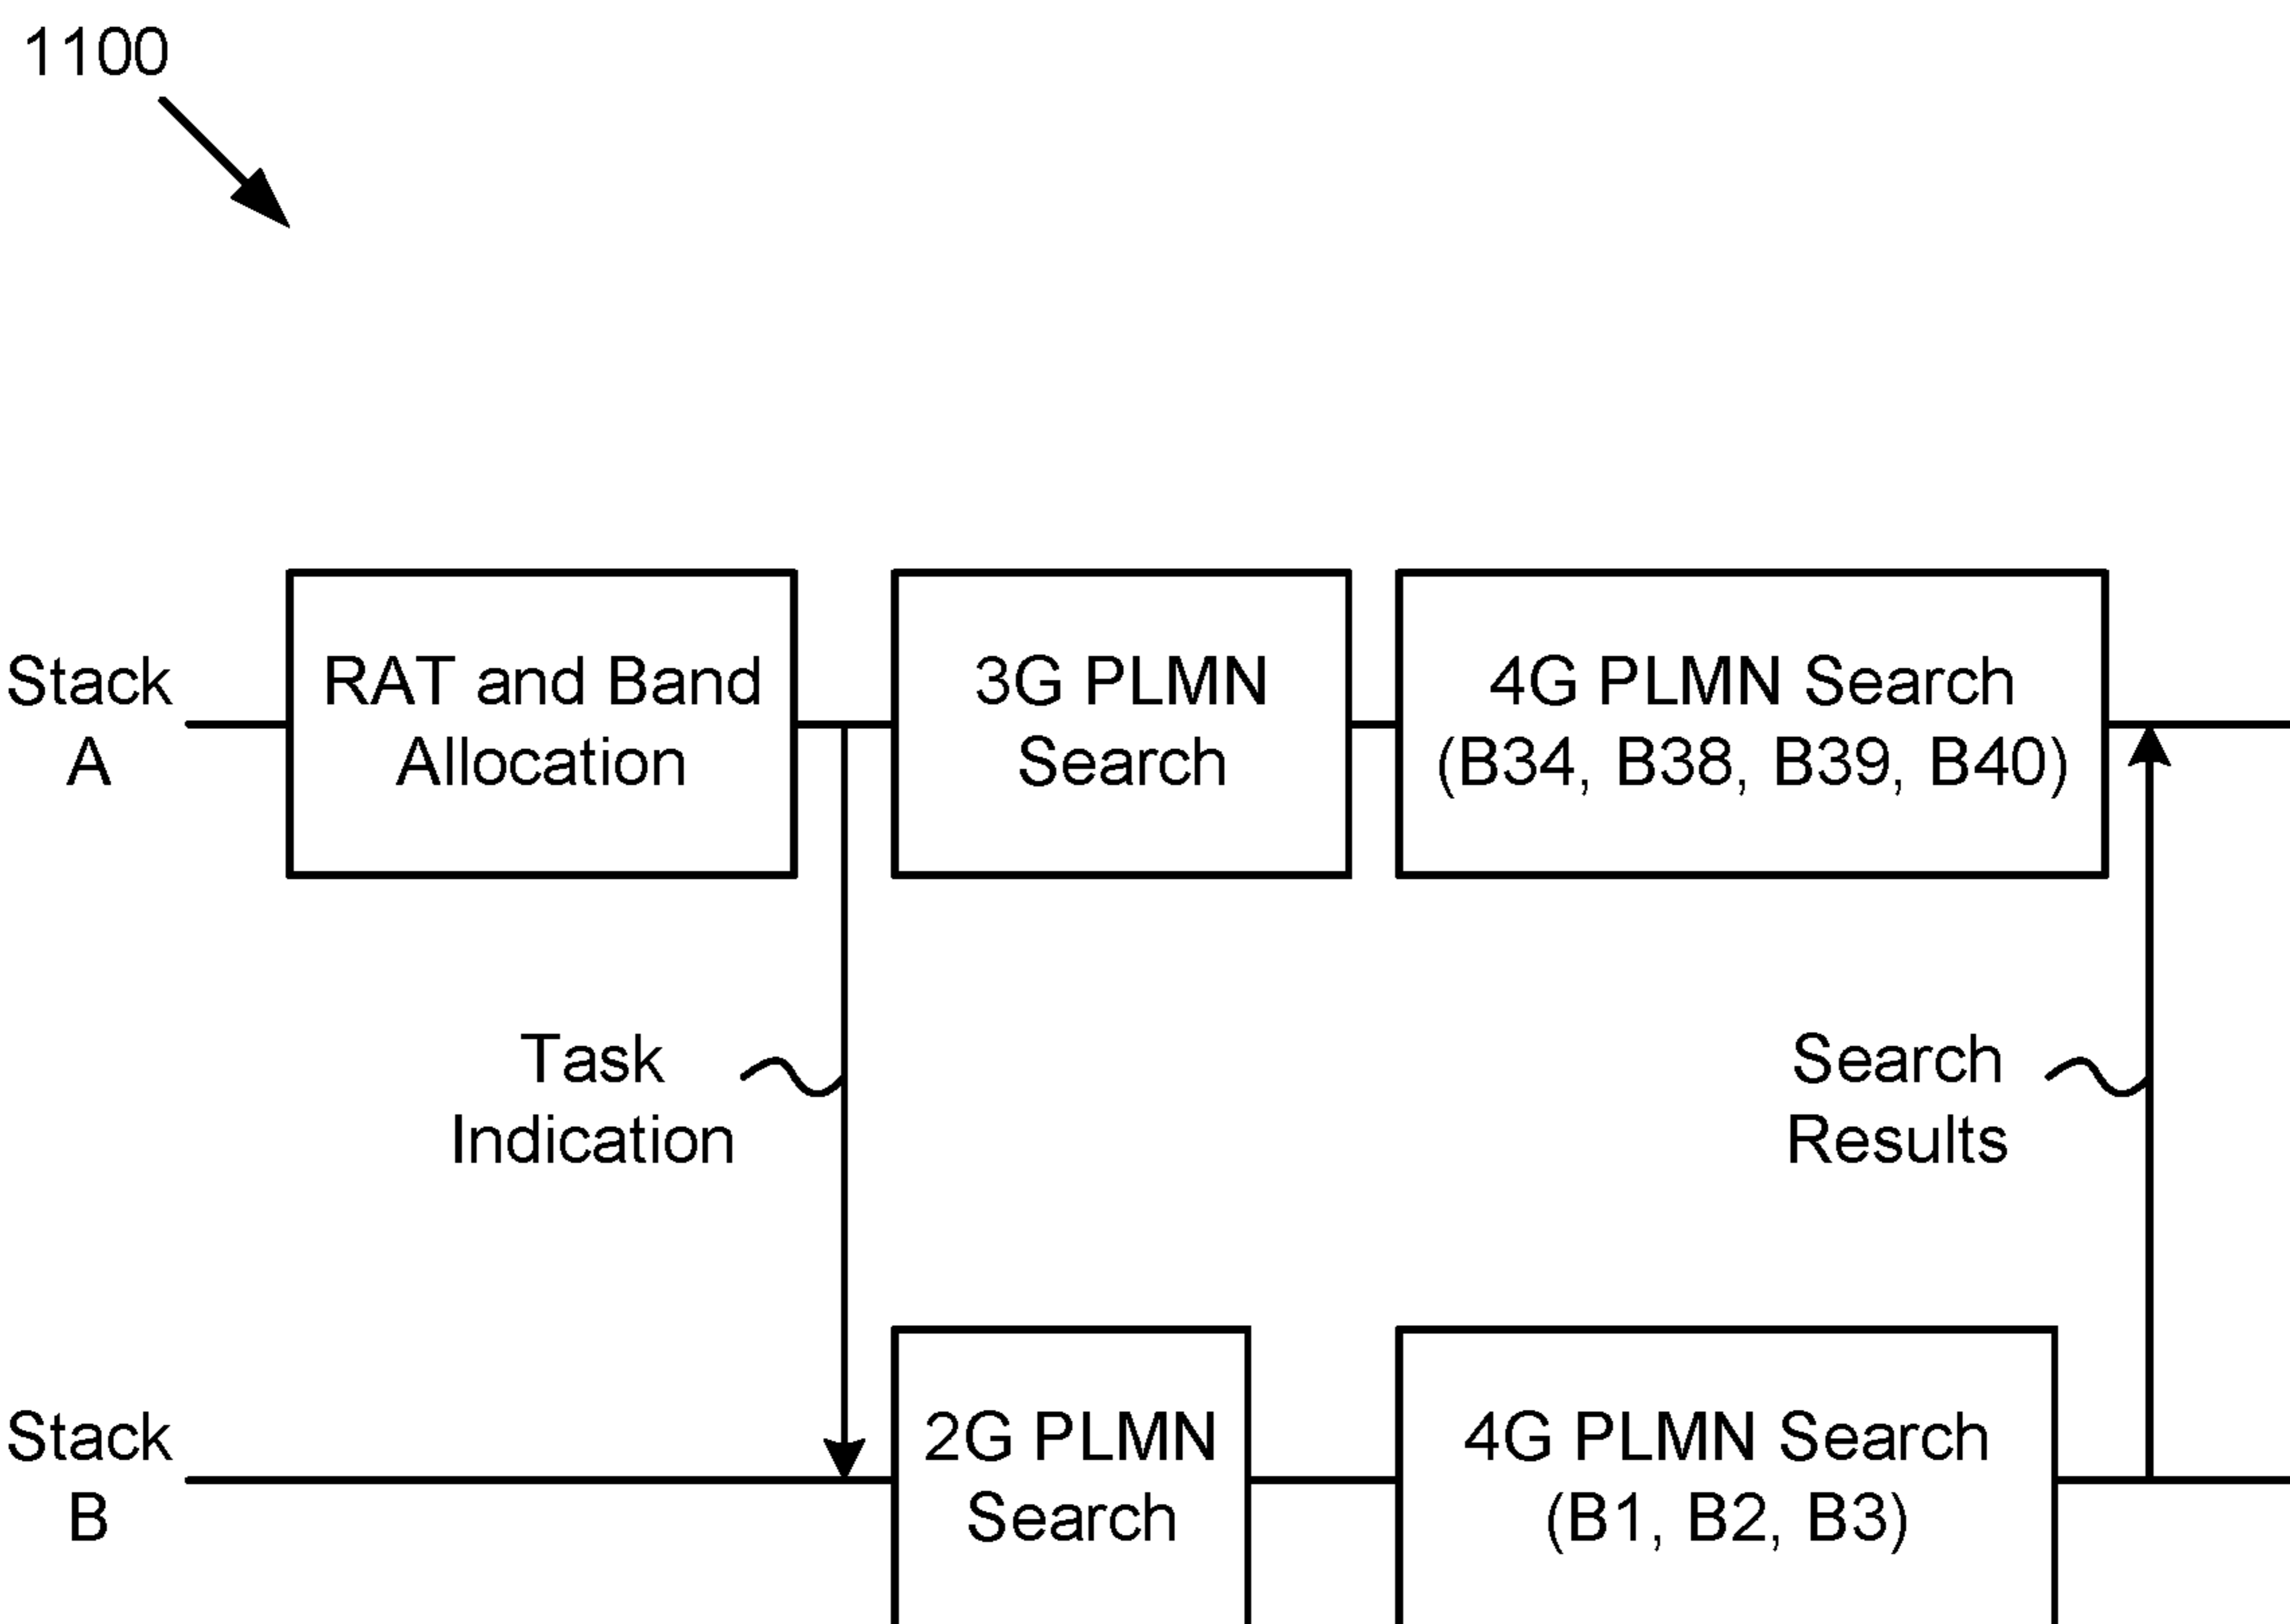 1100
Stack
A
RAT and Band
Allocation
3G PLMN
Search
4G PLMN Search
(B34, B38, B39, B40)
Task
Indication
Search
Results
Stack
B
2G PLMN
Search
4G PLMN Search
(B1, B2, B3)